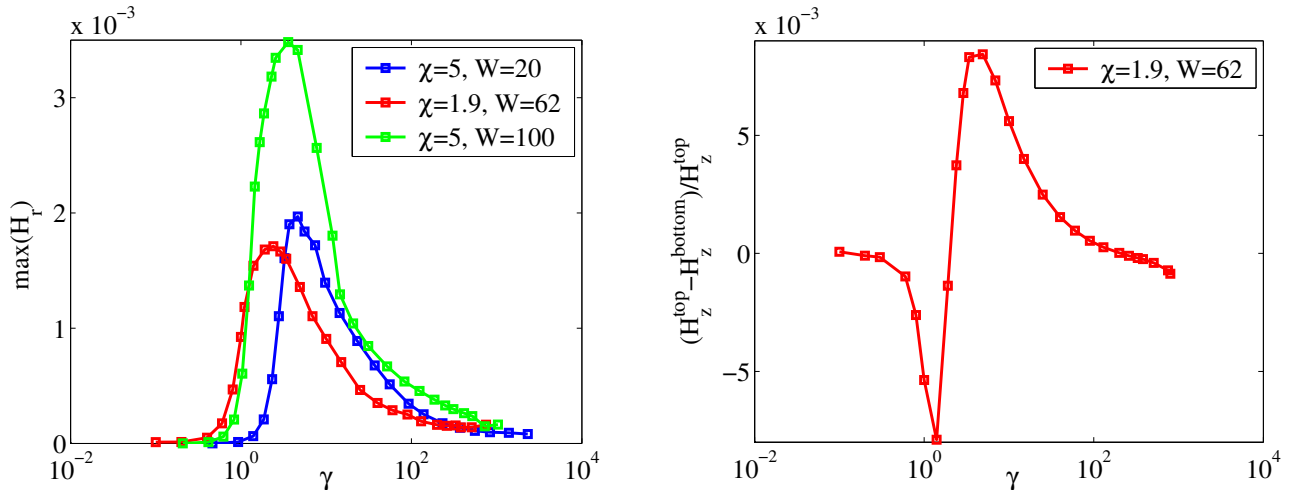 x 10⁻³
3
2
1
0
max(H_r)
10⁻²
10⁰
10²
10⁴
γ
χ=5, W=20
χ=1.9, W=62
χ=5, W=100
x 10⁻³
5
0
−5
(H_z^top−H_z^bottom)/H_z^top
10⁻²
10⁰
10²
10⁴
γ
χ=1.9, W=62